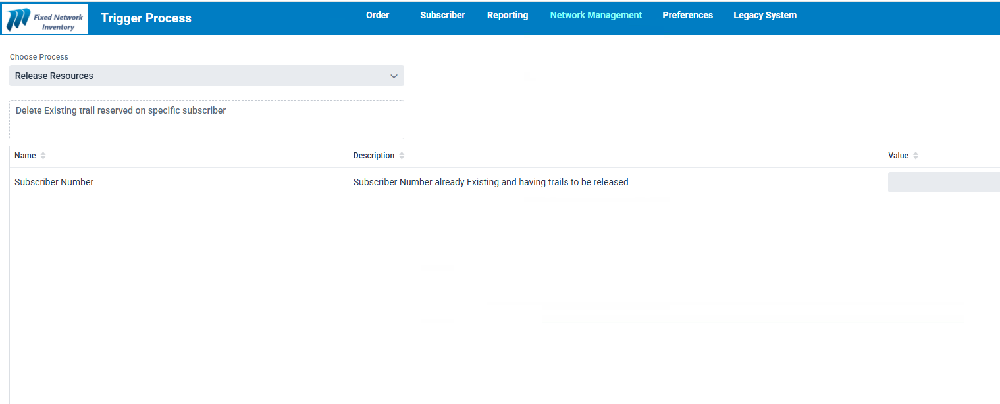 Fixed Network
Inventory
Trigger Process
Order Subscriber Reporting Network Management Preferences Legacy System
Choose Process
Release Resources
Delete Existing trail reserved on specific subscriber
Name Description Value
Subscriber Number Subscriber Number already Existing and having trails to be released